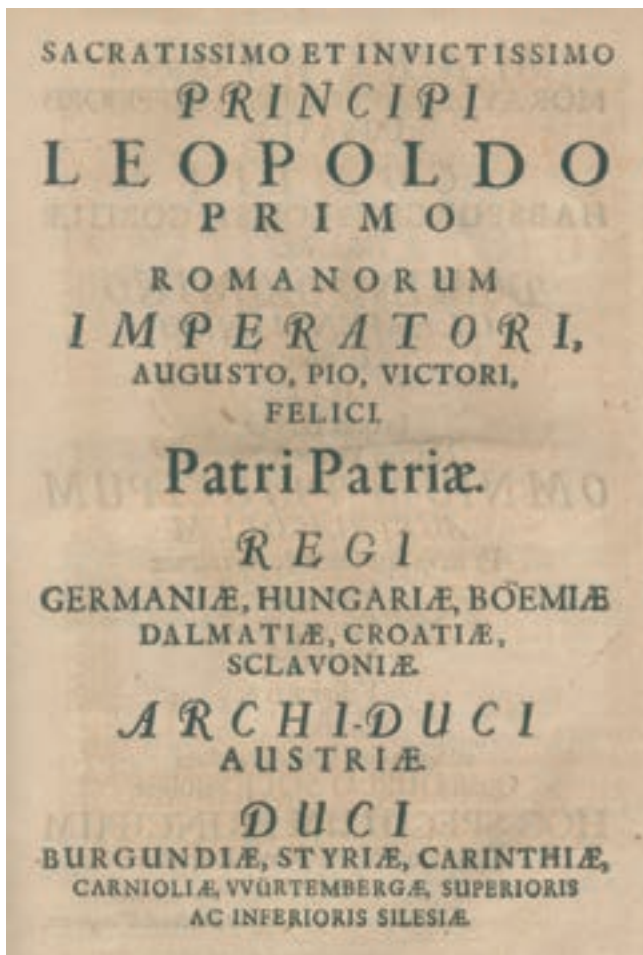 SACRATISSIMO ET INVICTISSIMO
PRINCIPI
LEOPOLDO
PRIMO
ROMANORUM
IMPERATORI,
AUGUSTO, PIO, VICTORI,
FELICI.
Patri Patriæ.
REGI
GERMANIÆ, HUNGARIÆ, BOËMIÆ
DALMATIÆ, CROATIÆ,
SCLAVONIÆ.
ARCHI-DUCI
AUSTRIÆ.
DUCI
BURGUNDIÆ, STYRIÆ, CARINTHIÆ,
CARNIOLIÆ, VVÜRTEMBERGÆ, SUPERIORIS
AC INFERIORIS SILESIÆ.